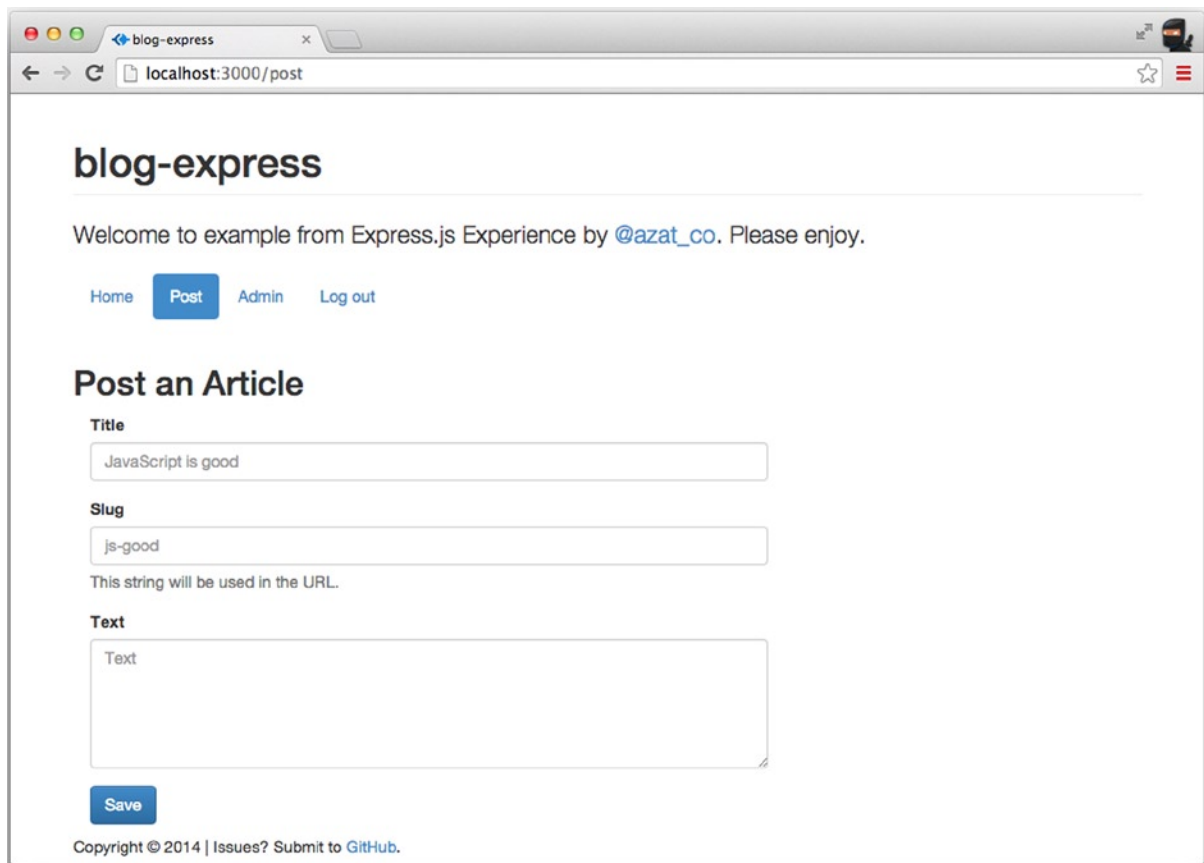 blog-express
localhost:3000/post
blog-express
Welcome to example from Express.js Experience by @azat_co. Please enjoy.
Home Post Admin Log out
Post an Article
Title
JavaScript is good
Slug
js-good
This string will be used in the URL.
Text
Text
Save
Copyright © 2014 | Issues? Submit to GitHub.